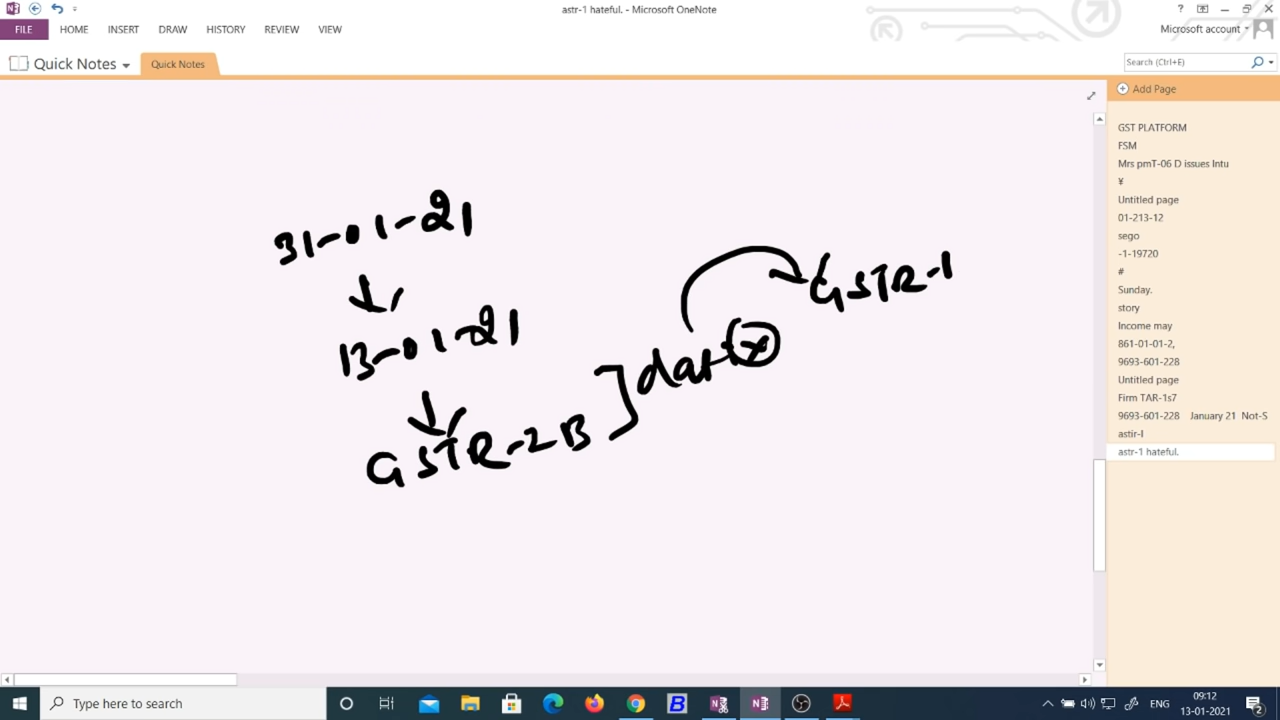 astr-1 hateful. - Microsoft OneNote
?
FILE HOME INSERT DRAW HISTORY REVIEW VIEW
Microsoft account
Quick Notes
Quick Notes
Search (Ctrl+E)
Add Page
GST PLATFORM
FSM
Mrs pmT-06 D issues Intu
¥
Untitled page
01-213-12
sego
-1-19720
#
Sunday.
story
Income may
861-01-01-2,
9693-601-228
Untitled page
Firm TAR-1s7
9693-601-228 January 21 Not-S
astir-I
astr-1 hateful.
31-01-21
13-01-21
GSTR-2B
dat
x
GSTR-1
Type here to search
B
ENG
09:12
13-01-2021
2